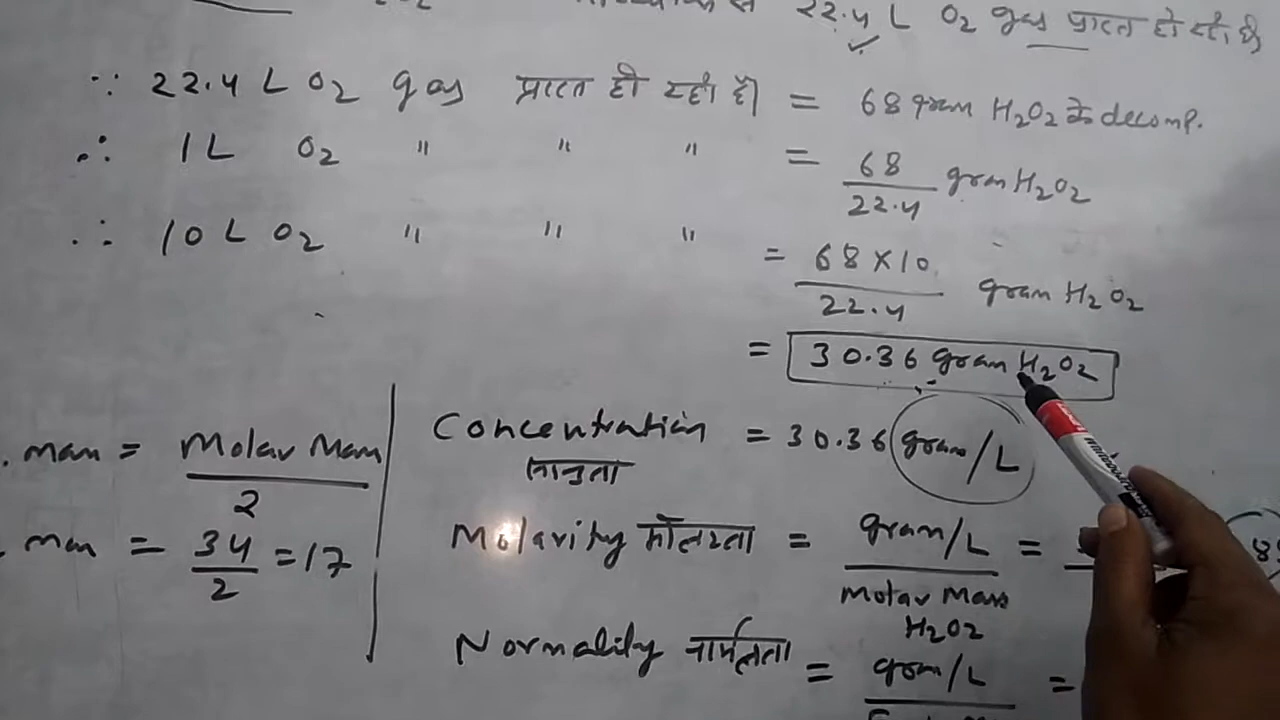 22.4 L O2 gas प्राप्त हो रही है
∵ 22.4 L O2 gas प्राप्त हो रही है। = 68 gram H2O2 के decomp.
∴ 1 L O2 " " " = 68/22.4 gram H2O2
∴ 10 L O2 " " " = 68×10/22.4 gram H2O2
= 30.36 gram H2O2
Concentration = 30.36 gram/L
सान्द्रता
. mass = Molar Mass/2
. mass = 34/2 = 17
Molarity मोलरता = gram/L / Molar Mass H2O2 =
Normality नार्मलता = gram/L =